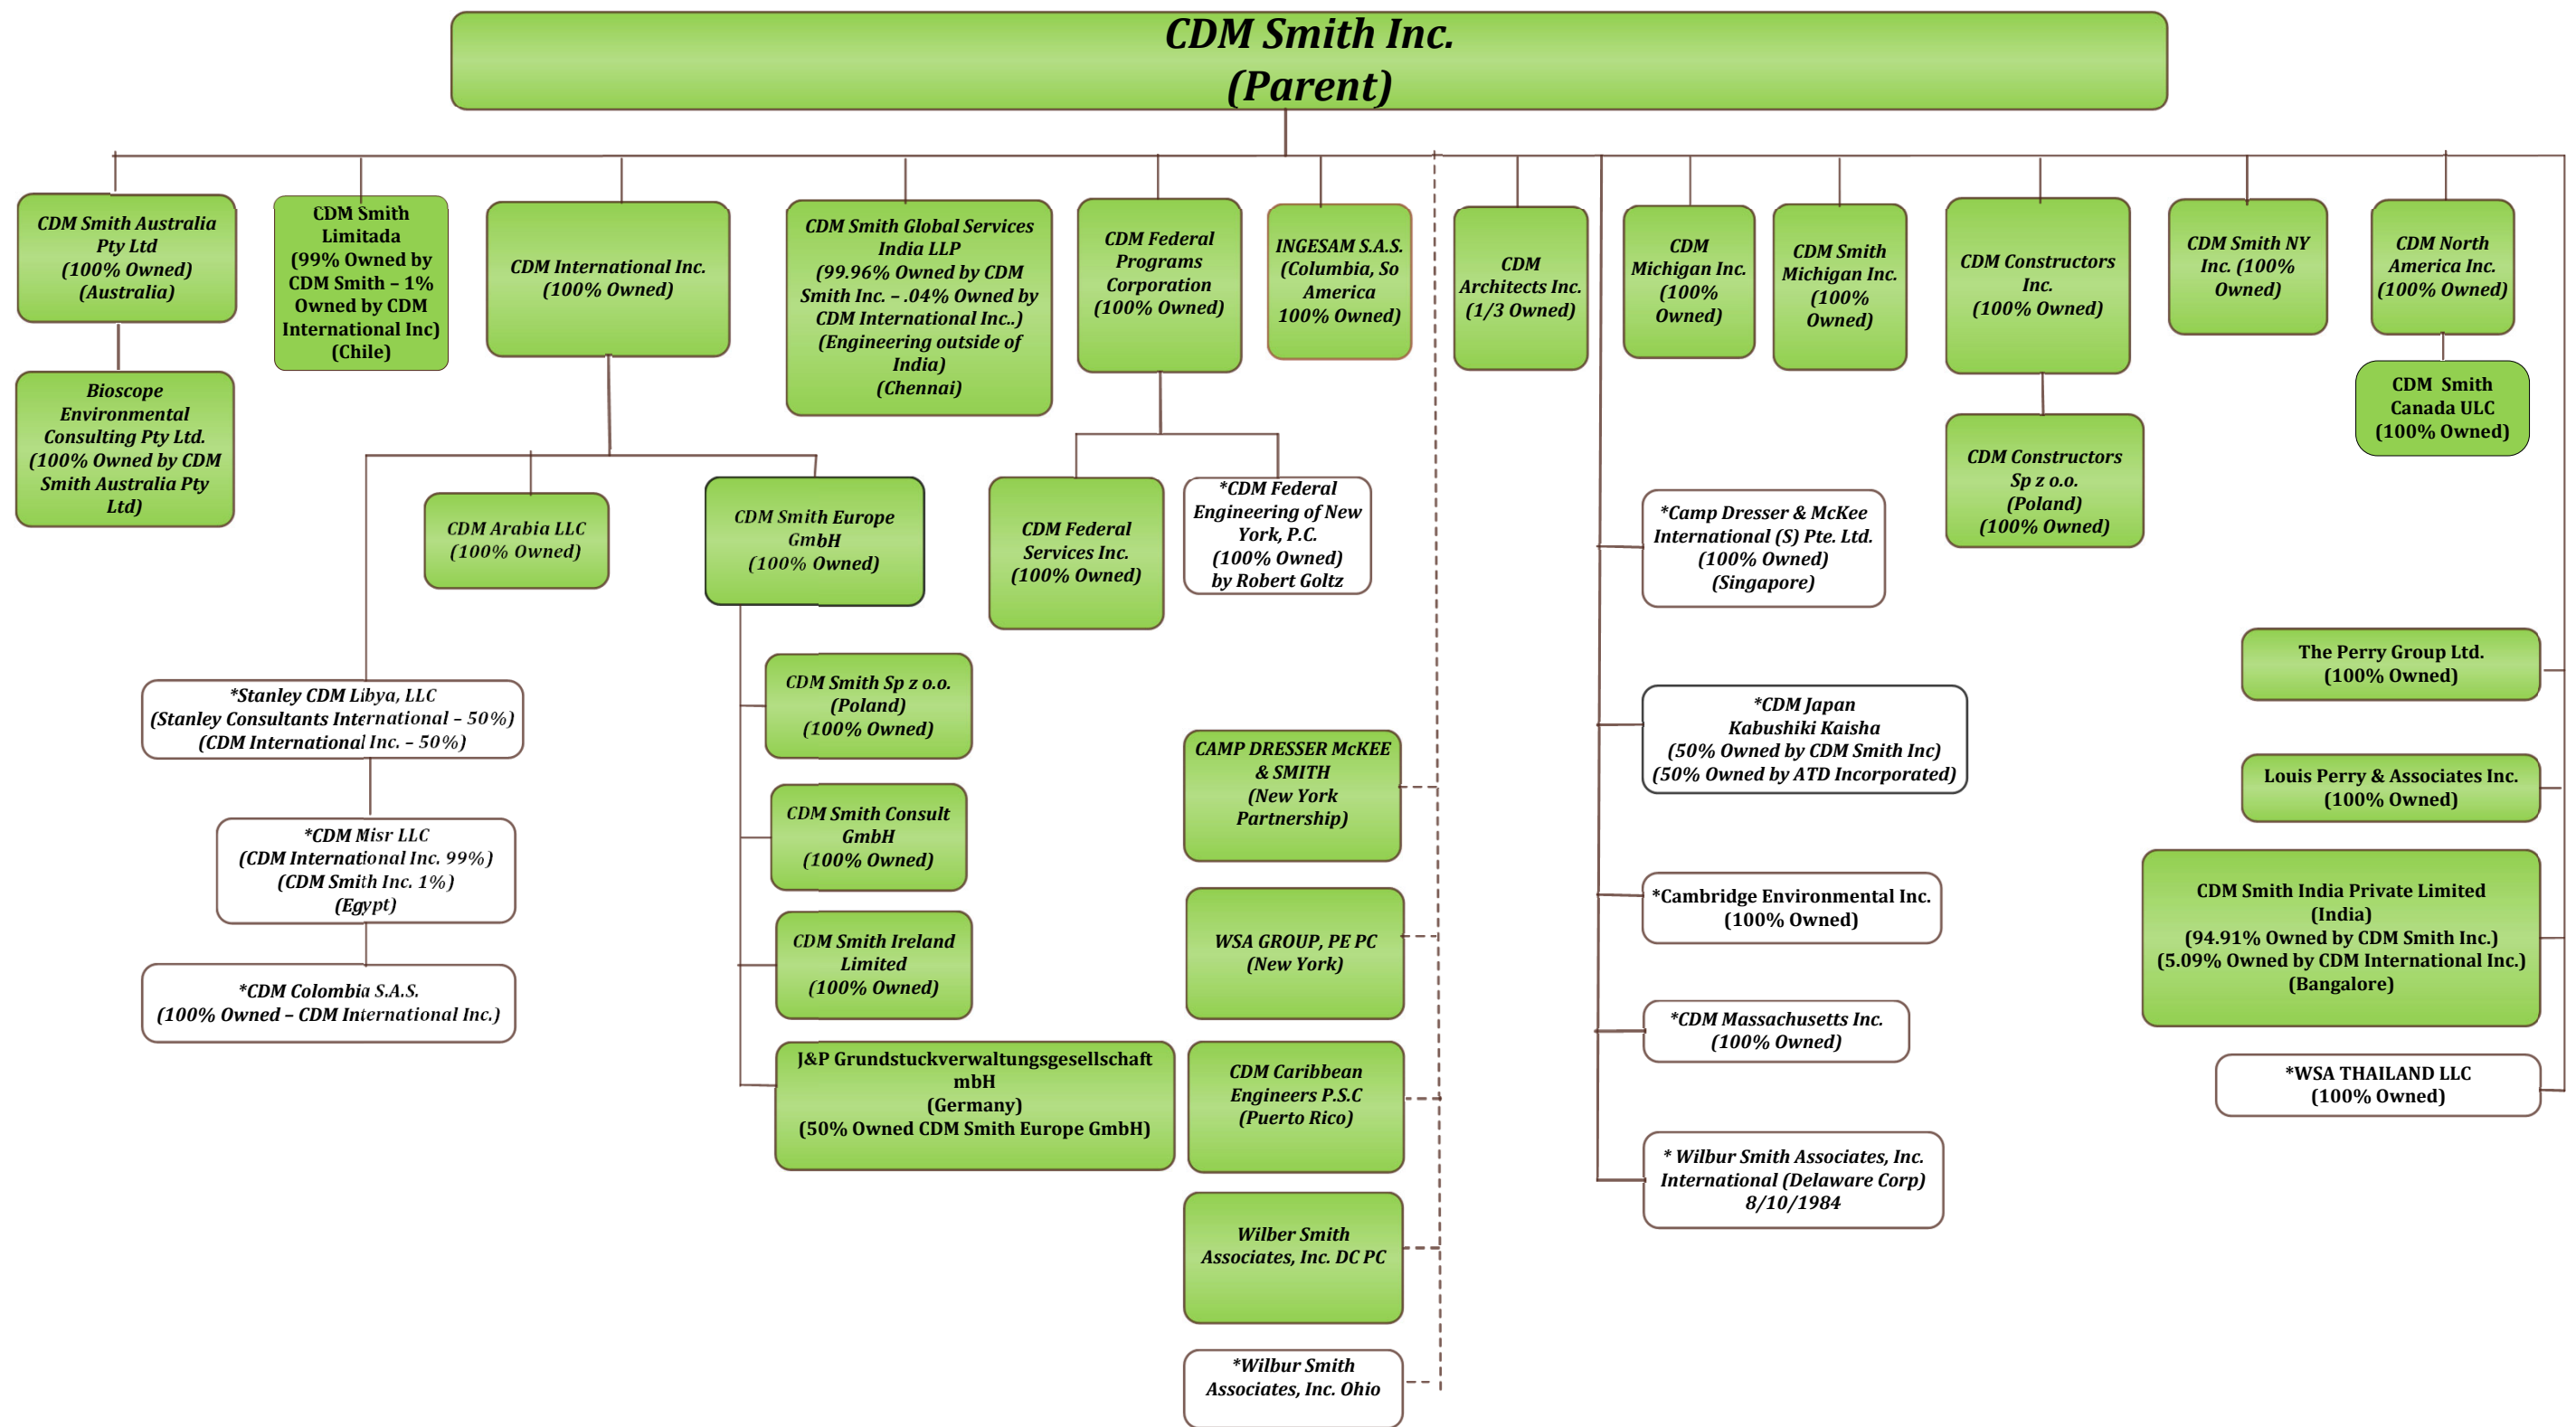 CDM Smith Inc.
(Parent)
CDM Smith Australia
Pty Ltd
(100% Owned)
(Australia)
CDM Smith
Limitada
(99% Owned by
CDM Smith – 1%
Owned by CDM
International Inc)
(Chile)
CDM International Inc.
(100% Owned)
CDM Smith Global Services
India LLP
(99.96% Owned by CDM
Smith Inc. – .04% Owned by
CDM International Inc..)
(Engineering outside of
India)
(Chennai)
CDM Federal
Programs
Corporation
(100% Owned)
INGESAM S.A.S.
(Columbia, So
America
100% Owned)
CDM
Architects Inc.
(1/3 Owned)
CDM
Michigan Inc.
(100%
Owned)
CDM Smith
Michigan Inc.
(100%
Owned)
CDM Constructors
Inc.
(100% Owned)
CDM Smith NY
Inc. (100%
Owned)
CDM North
America Inc.
(100% Owned)
Bioscope
Environmental
Consulting Pty Ltd.
(100% Owned by CDM
Smith Australia Pty
Ltd)
CDM Smith
Canada ULC
(100% Owned)
CDM Arabia LLC
(100% Owned)
CDM Smith Europe
GmbH
(100% Owned)
CDM Federal
Services Inc.
(100% Owned)
*CDM Federal
Engineering of New
York, P.C.
(100% Owned)
by Robert Goltz
*Camp Dresser & McKee
International (S) Pte. Ltd.
(100% Owned)
(Singapore)
CDM Constructors
Sp z o.o.
(Poland)
(100% Owned)
The Perry Group Ltd.
(100% Owned)
*Stanley CDM Libya, LLC
(Stanley Consultants International – 50%)
(CDM International Inc. – 50%)
CDM Smith Sp z o.o.
(Poland)
(100% Owned)
CAMP DRESSER McKEE
& SMITH
(New York
Partnership)
*CDM Japan
Kabushiki Kaisha
(50% Owned by CDM Smith Inc)
(50% Owned by ATD Incorporated)
Louis Perry & Associates Inc.
(100% Owned)
*CDM Misr LLC
(CDM International Inc. 99%)
(CDM Smith Inc. 1%)
(Egypt)
CDM Smith Consult
GmbH
(100% Owned)
WSA GROUP, PE PC
(New York)
*Cambridge Environmental Inc.
(100% Owned)
CDM Smith India Private Limited
(India)
(94.91% Owned by CDM Smith Inc.)
(5.09% Owned by CDM International Inc.)
(Bangalore)
*CDM Colombia S.A.S.
(100% Owned – CDM International Inc.)
CDM Smith Ireland
Limited
(100% Owned)
*CDM Massachusetts Inc.
(100% Owned)
J&P Grundstuckverwaltungsgesellschaft
mbH
(Germany)
(50% Owned CDM Smith Europe GmbH)
CDM Caribbean
Engineers P.S.C
(Puerto Rico)
*WSA THAILAND LLC
(100% Owned)
* Wilbur Smith Associates, Inc.
International (Delaware Corp)
8/10/1984
Wilber Smith
Associates, Inc. DC PC
*Wilbur Smith
Associates, Inc. Ohio